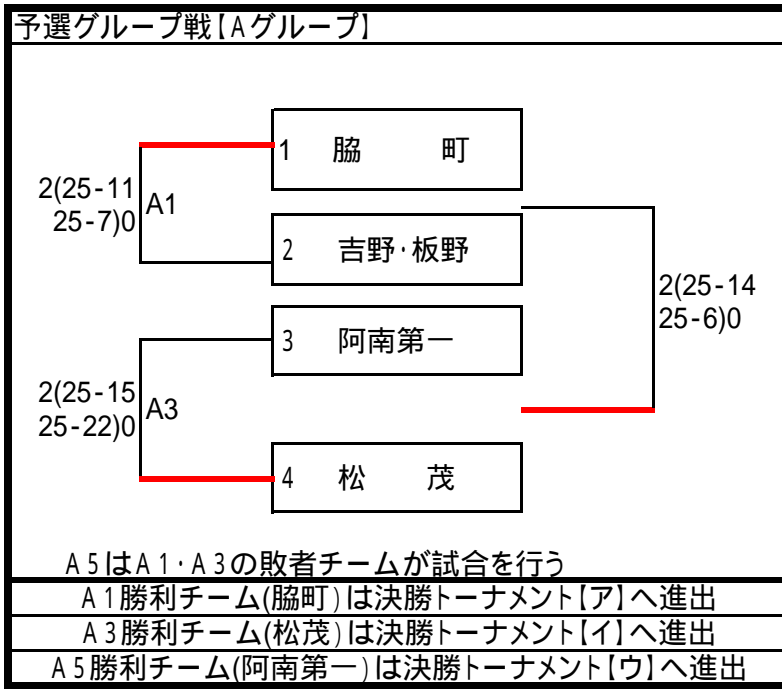 予選グループ戦【Aグループ】
1 脇 町
2(25-11
25-7)0
A1
2 吉野・板野
2(25-14
25-6)0
3 阿南第一
2(25-15
25-22)0
A3
4 松 茂
A5はA1・A3の敗者チームが試合を行う
A1勝利チーム(脇町)は決勝トーナメント【ア】へ進出
A3勝利チーム(松茂)は決勝トーナメント【イ】へ進出
A5勝利チーム(阿南第一)は決勝トーナメント【ウ】へ進出